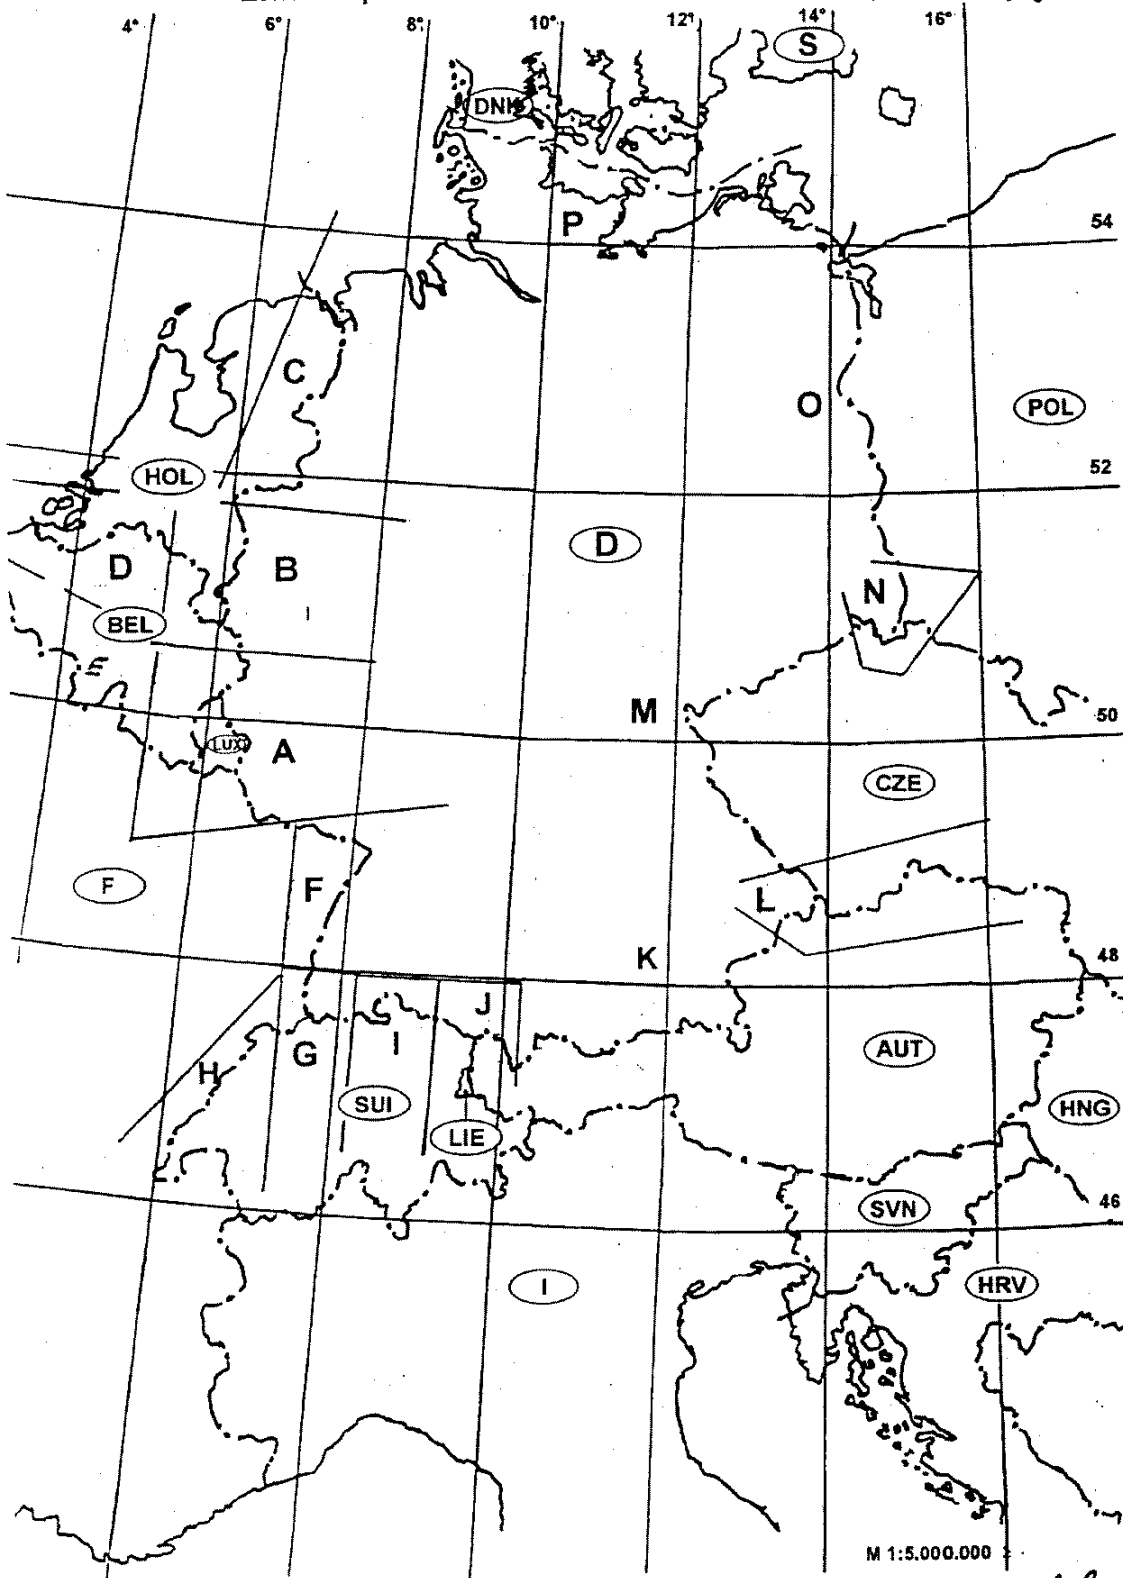 4° 6° 8° 10° 12° 14° 16°
S
DNK
P
54
C
O
POL
HOL
52
D
D
B
N
BEL
E
M
50
LUX
A
CZE
F
F
L
K
48
J
H
G
I
AUT
SUI
HNG
LIE
SVN
46
I
HRV
M 1:5.000.000